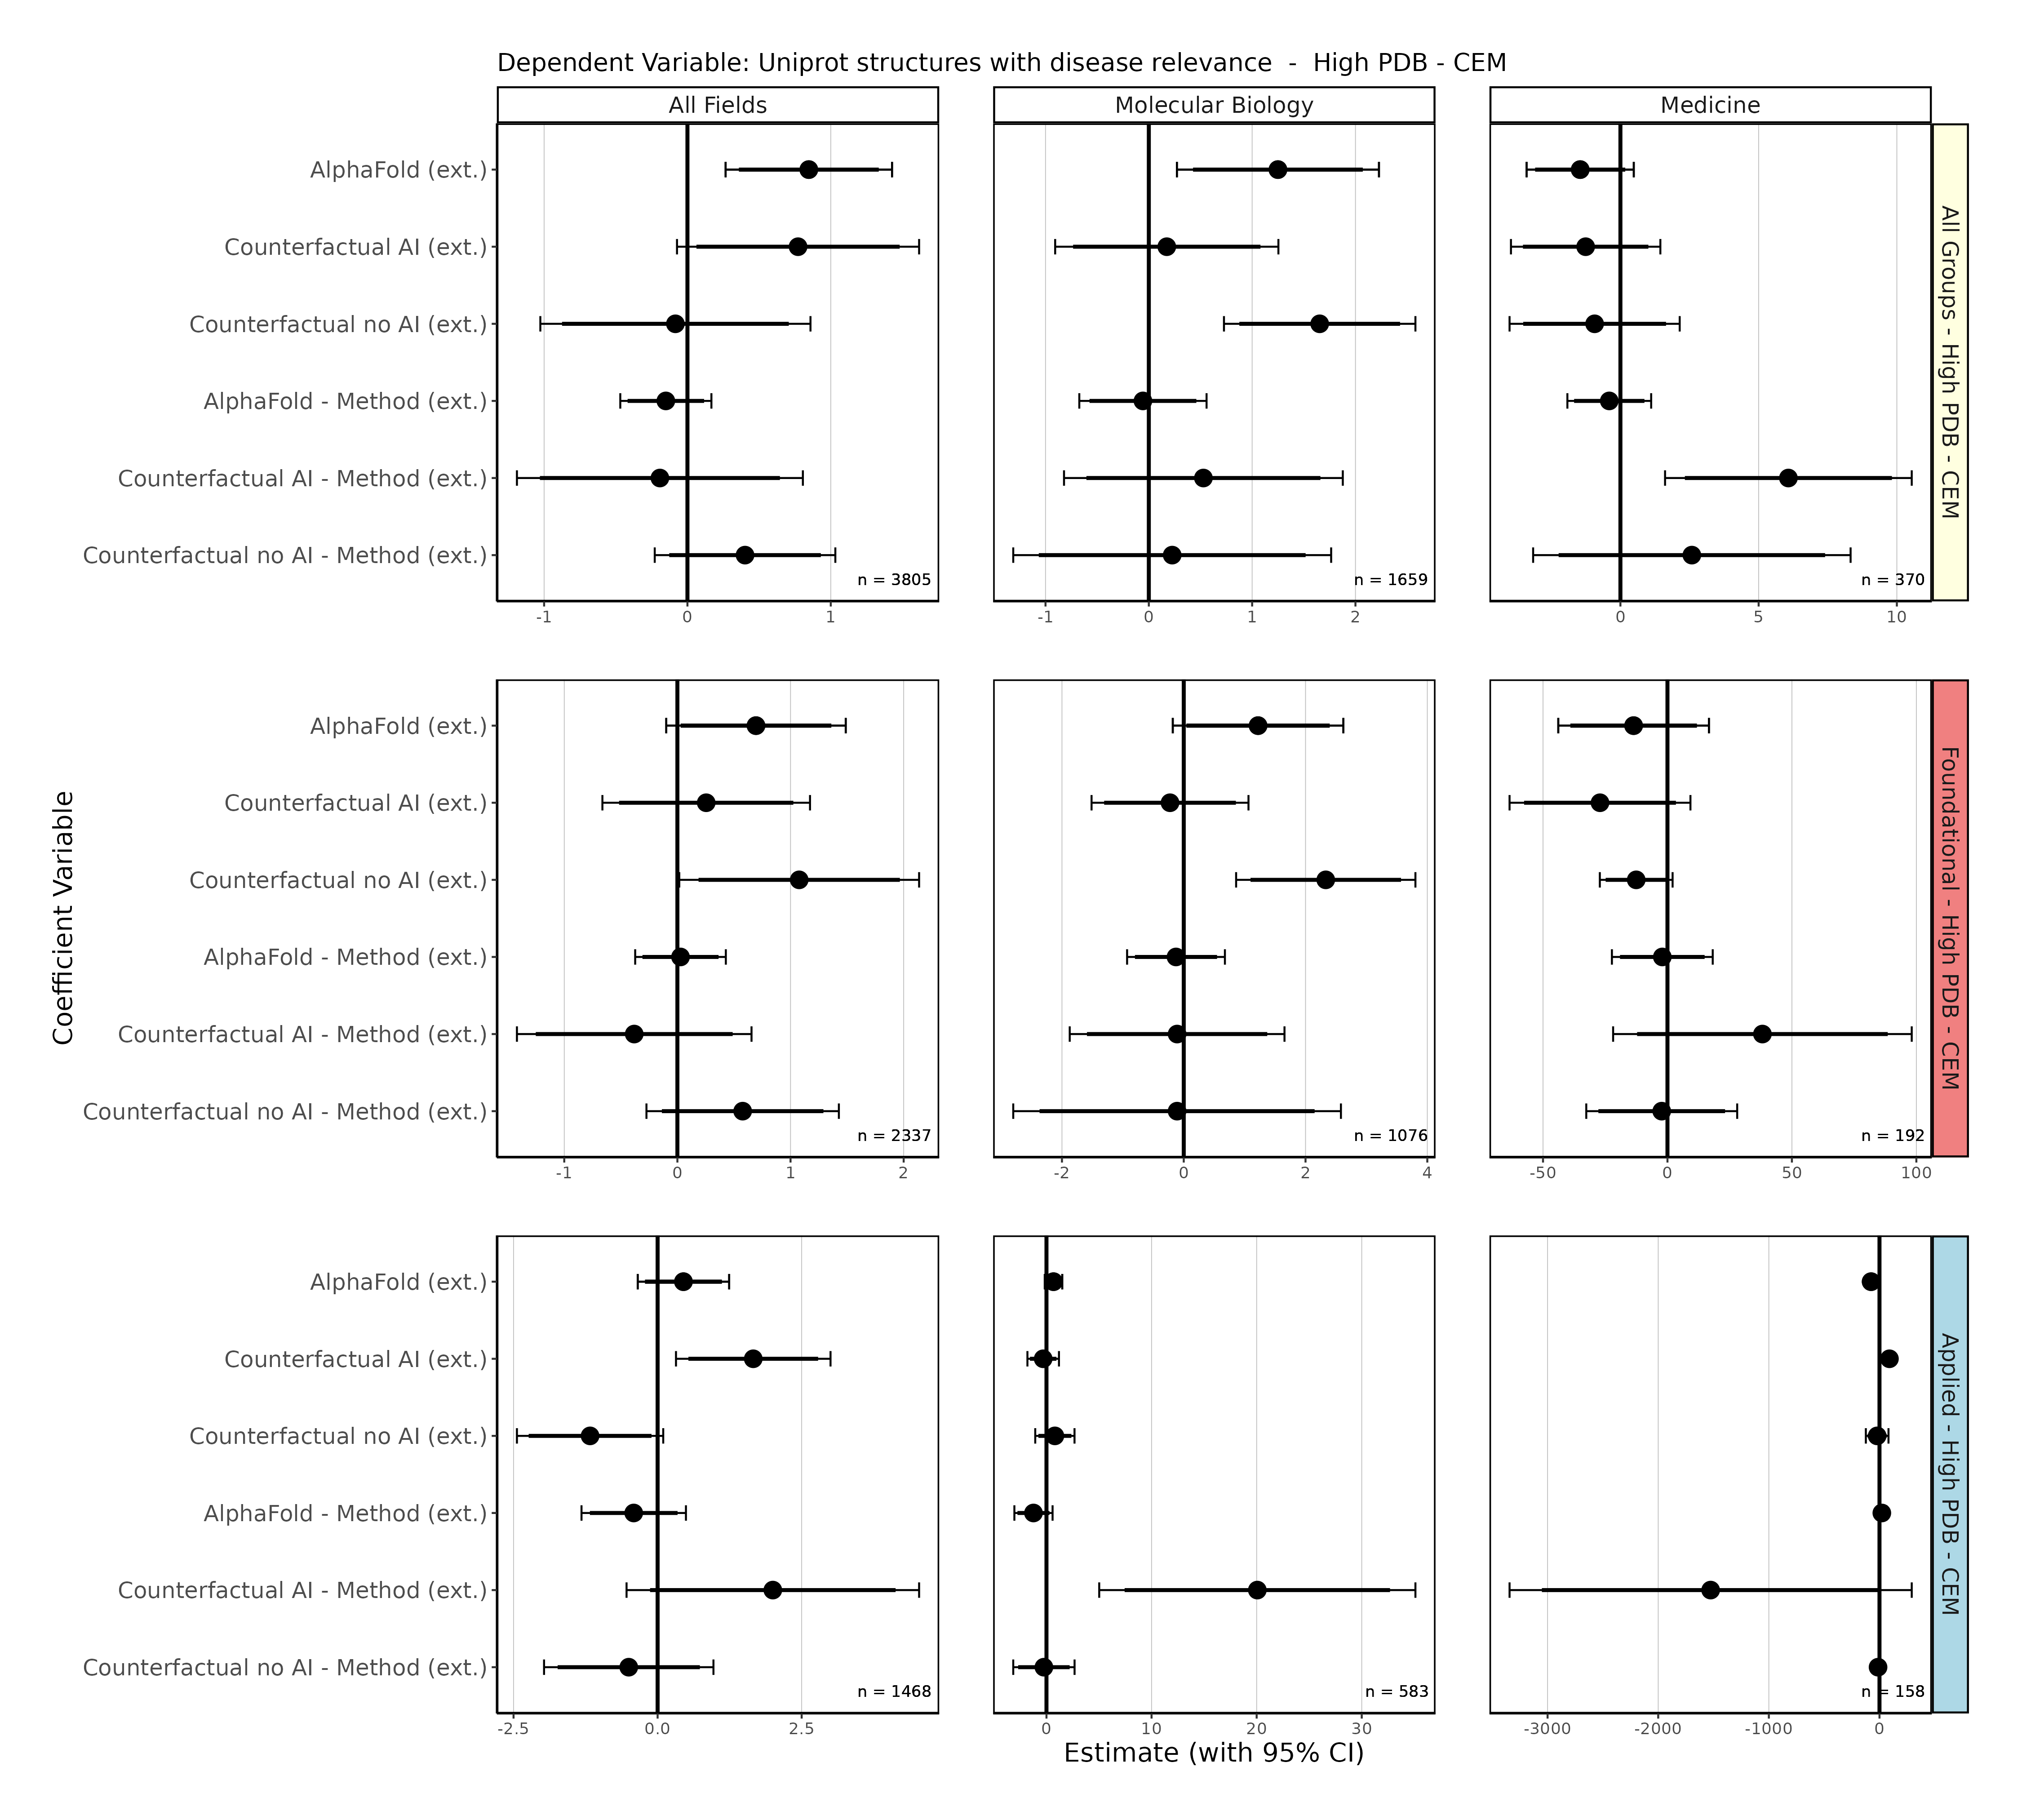 Dependent Variable: Uniprot structures with disease relevance - High PDB - CEM
All Fields
Molecular Biology
Medicine
AlphaFold (ext.)
Counterfactual AI (ext.)
Counterfactual no AI (ext.)
AlphaFold - Method (ext.)
Counterfactual AI - Method (ext.)
Counterfactual no AI - Method (ext.)
n = 3805
n = 1659
n = 370
-1 0 1
-1 0 1 2
0 5 10
All Groups - High PDB - CEM
Coefficient Variable
AlphaFold (ext.)
Counterfactual AI (ext.)
Counterfactual no AI (ext.)
AlphaFold - Method (ext.)
Counterfactual AI - Method (ext.)
Counterfactual no AI - Method (ext.)
n = 2337
n = 1076
n = 192
-1 0 1 2
-2 0 2 4
-50 0 50 100
Foundational - High PDB - CEM
AlphaFold (ext.)
Counterfactual AI (ext.)
Counterfactual no AI (ext.)
AlphaFold - Method (ext.)
Counterfactual AI - Method (ext.)
Counterfactual no AI - Method (ext.)
n = 1468
n = 583
n = 158
-2.5 0.0 2.5
0 10 20 30
-3000 -2000 -1000 0
Applied - High PDB - CEM
Estimate (with 95% CI)